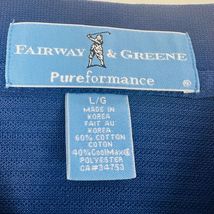 FAIRWAY & GREENE
Pureformance
®
L/G
MADE IN
KOREA
FAIT AU
KOREA
60% COTTON
COTON
40% CoolMax®
POLYESTER
CA#34753